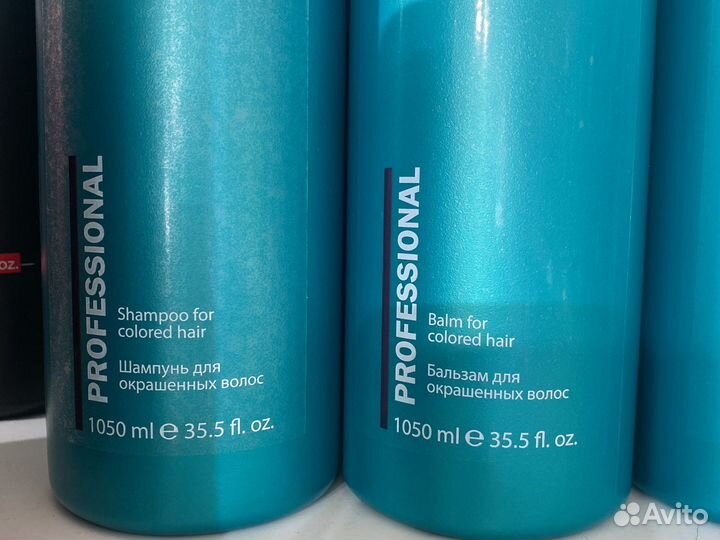 oz.
PROFESSIONAL
Shampoo for
colored hair
Шампунь для
окрашенных волос
1050 ml ℮ 35.5 fl. oz.
PROFESSIONAL
Balm for
colored hair
Бальзам для
окрашенных волос
1050 ml ℮ 35.5 fl. oz.
Avito